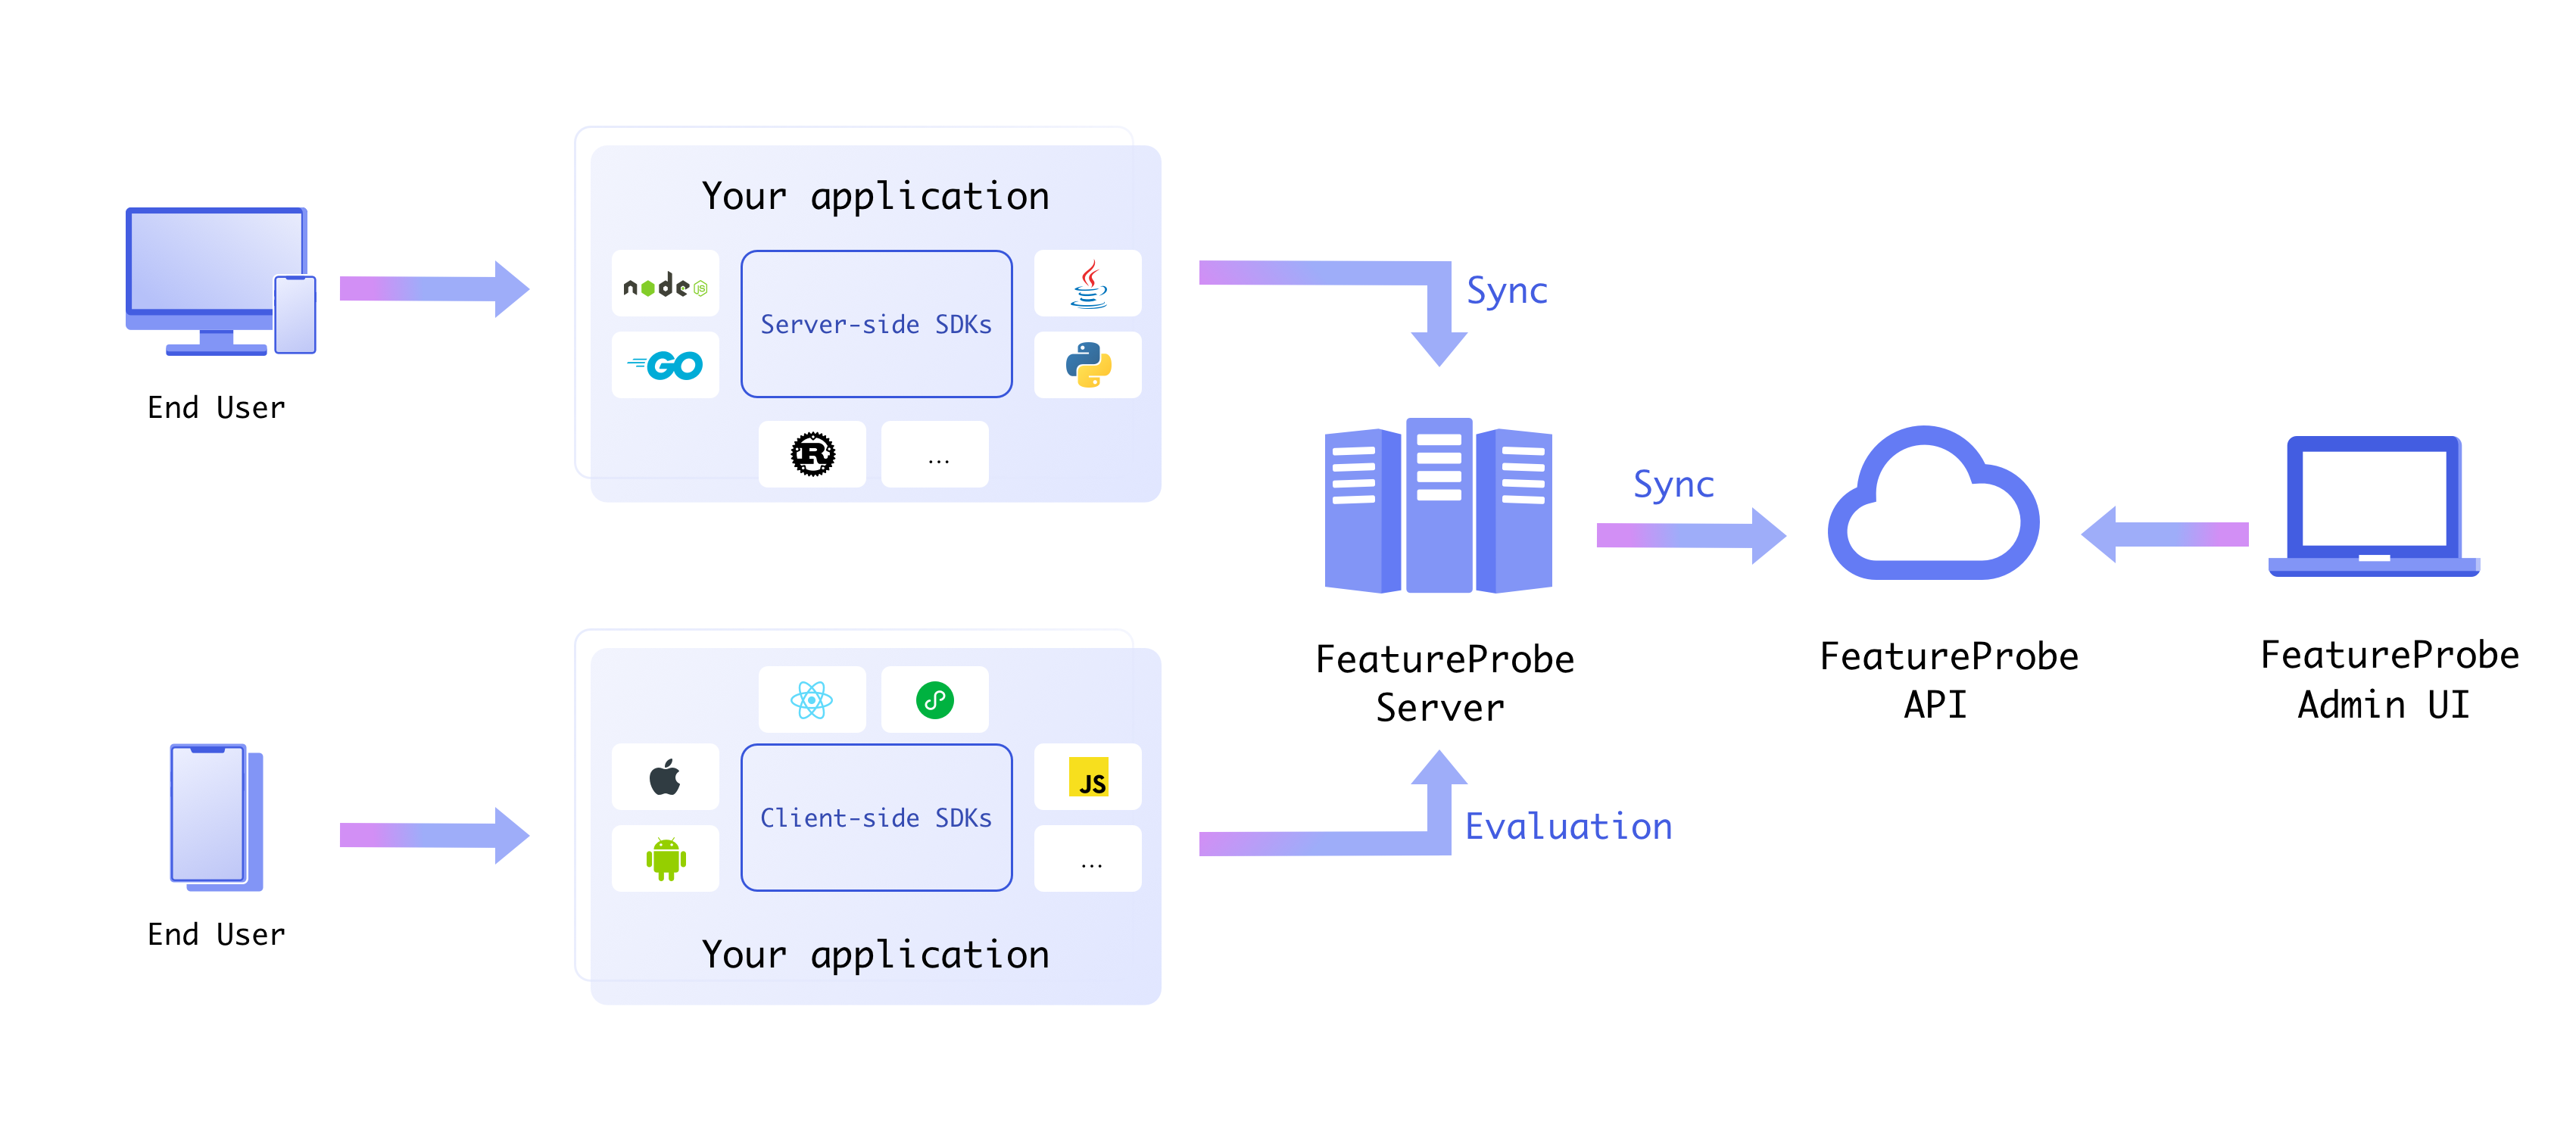 Your application
node
JS
Server-side SDKs
GO
R
...
End User
Sync
Sync
FeatureProbe
Server
FeatureProbe
API
FeatureProbe
Admin UI
JS
Client-side SDKs
...
Your application
End User
Evaluation